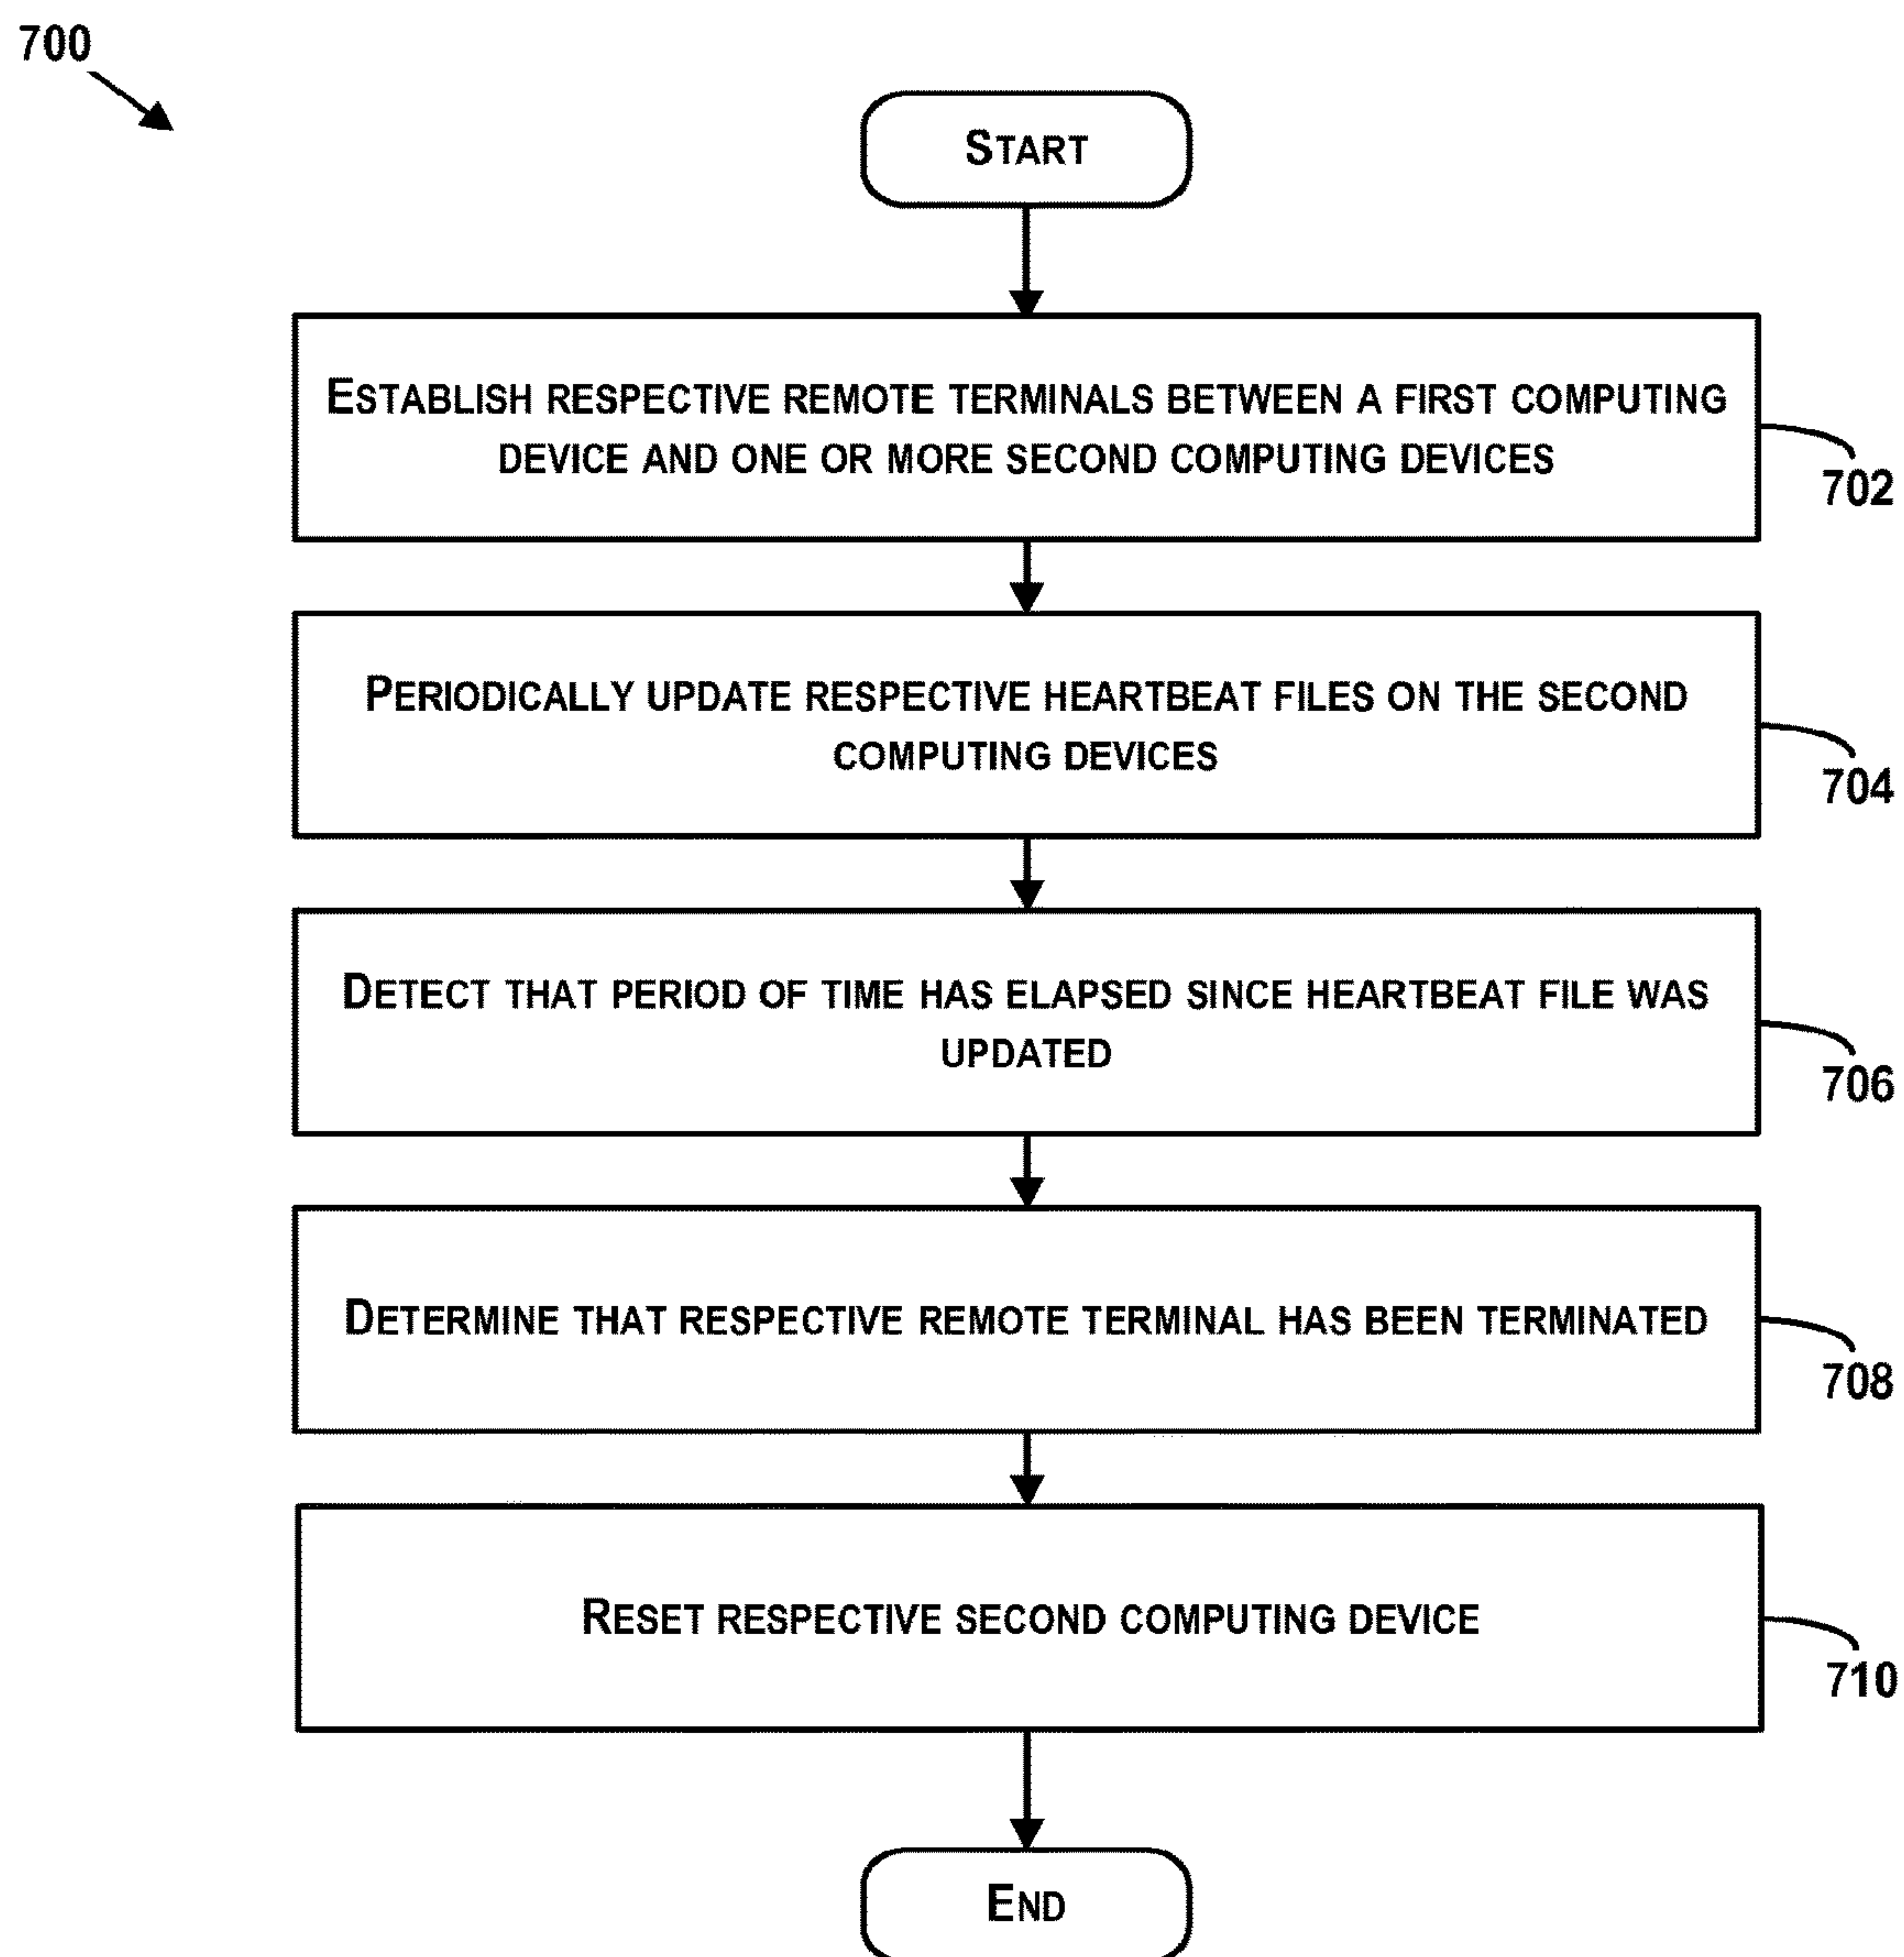 700
START
ESTABLISH RESPECTIVE REMOTE TERMINALS BETWEEN A FIRST COMPUTING
DEVICE AND ONE OR MORE SECOND COMPUTING DEVICES
702
PERIODICALLY UPDATE RESPECTIVE HEARTBEAT FILES ON THE SECOND
COMPUTING DEVICES
704
DETECT THAT PERIOD OF TIME HAS ELAPSED SINCE HEARTBEAT FILE WAS
UPDATED
706
DETERMINE THAT RESPECTIVE REMOTE TERMINAL HAS BEEN TERMINATED
708
RESET RESPECTIVE SECOND COMPUTING DEVICE
710
END